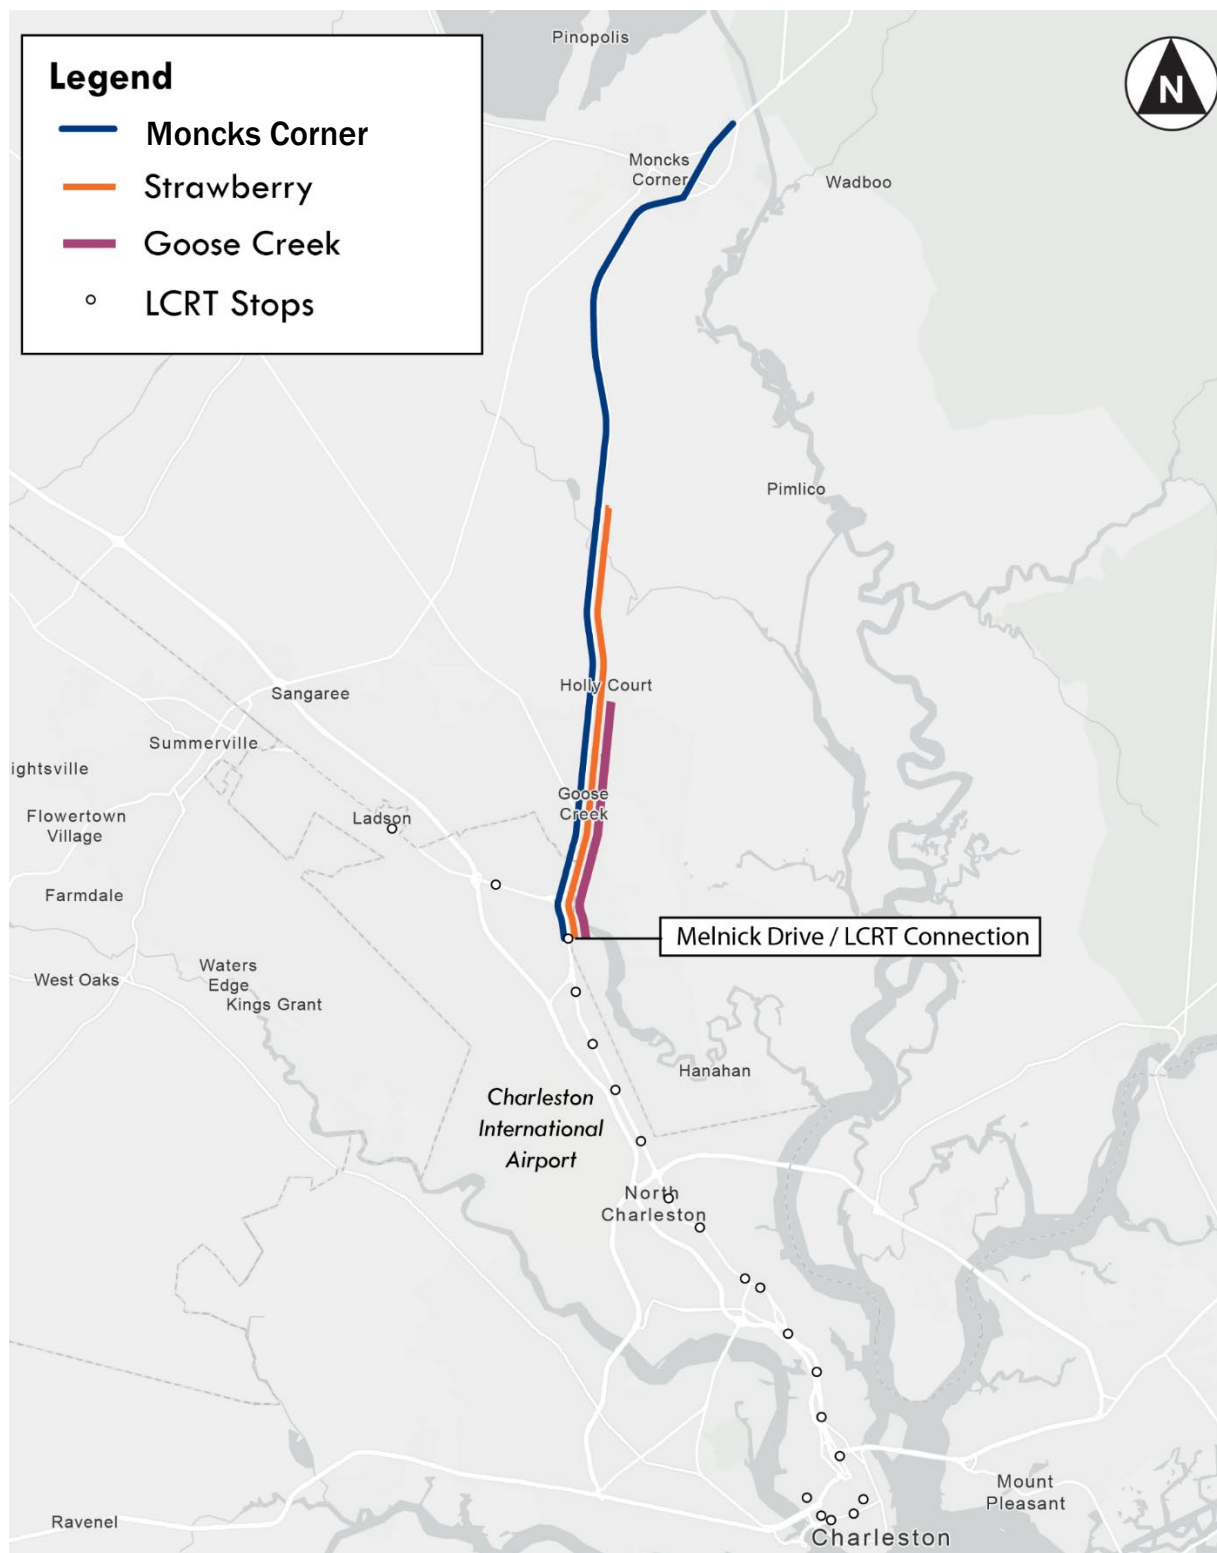 Pinopolis
Legend
Moncks Corner
Strawberry
Goose Creek
LCRT Stops
N
Moncks
Corner
Wadboo
Pimlico
Holly Court
Sangaree
Summerville
ightsville
Flowertown
Village
Ladson
Goose
Creek
Farmdale
Melnick Drive / LCRT Connection
West Oaks
Waters
Edge
Kings Grant
Hanahan
Charleston
International
Airport
North
Charleston
Mount
Pleasant
Ravenel
Charleston